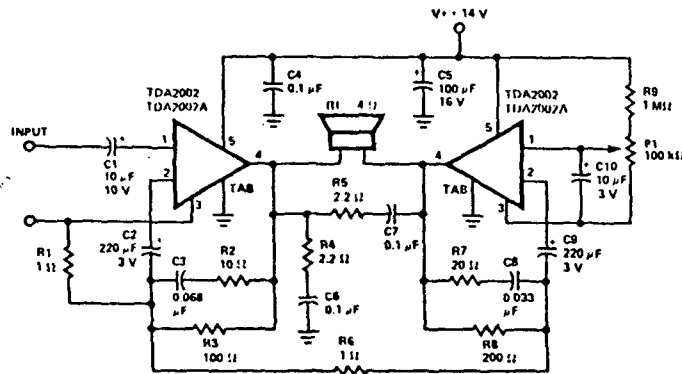 V+ = 14 V
TDA2002
TDA2002A
C4
0.1 μF
C5
100 μF
16 V
TDA2002
TDA2002A
R9
1 MΩ
4 Ω
INPUT
C1
10 μF
10 V
1
2
3
4
5
TAB
4
5
1
2
3
TAB
P1
100 kΩ
C10
10 μF
3 V
R5
2.2 Ω
C7
0.1 μF
R1
1 Ω
C2
220 μF
3 V
C3
0.068
μF
R2
10 Ω
R4
2.2 Ω
C6
0.1 μF
R7
20 Ω
C8
0.033
μF
C9
220 μF
3 V
R3
100 Ω
R6
1 Ω
R8
200 Ω